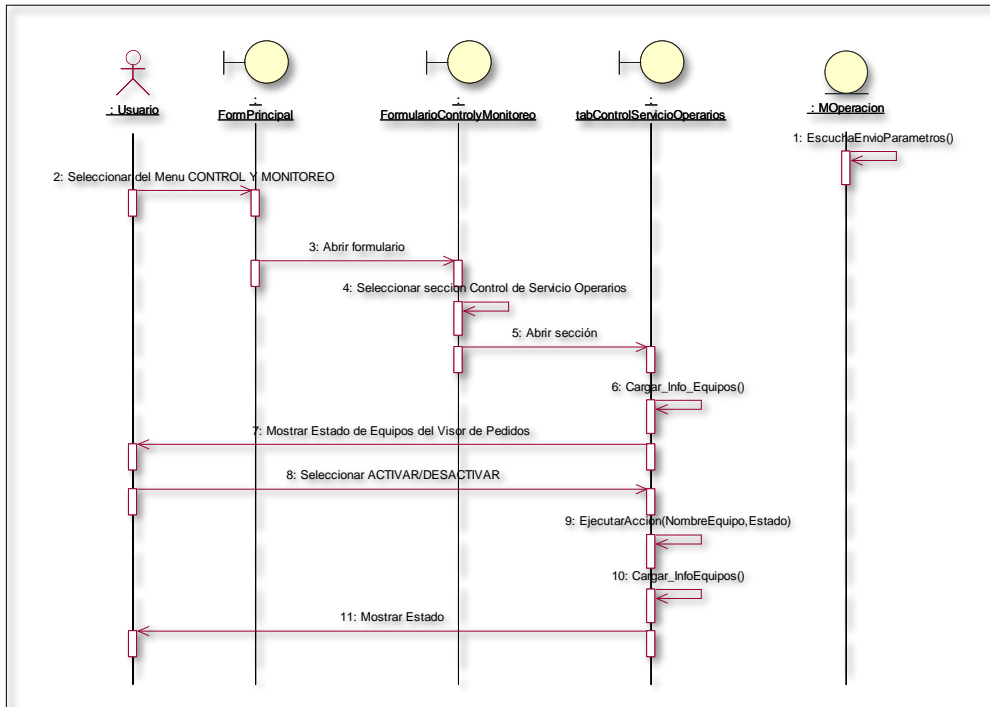 : Usuario
:
FormPrincipal
:
FormularioControlyMonitoreo
:
tabControlServicioOperarios
: MOperacion
1: EscuchaEnvioParametros()
2: Seleccionar del Menu CONTROL Y MONITOREO
3: Abrir formulario
4: Seleccionar sección Control de Servicio Operarios
5: Abrir sección
6: Cargar_Info_Equipos()
7: Mostrar Estado de Equipos del Visor de Pedidos
8: Seleccionar ACTIVAR/DESACTIVAR
9: EjecutarAcción(NombreEquipo,Estado)
10: Cargar_InfoEquipos()
11: Mostrar Estado